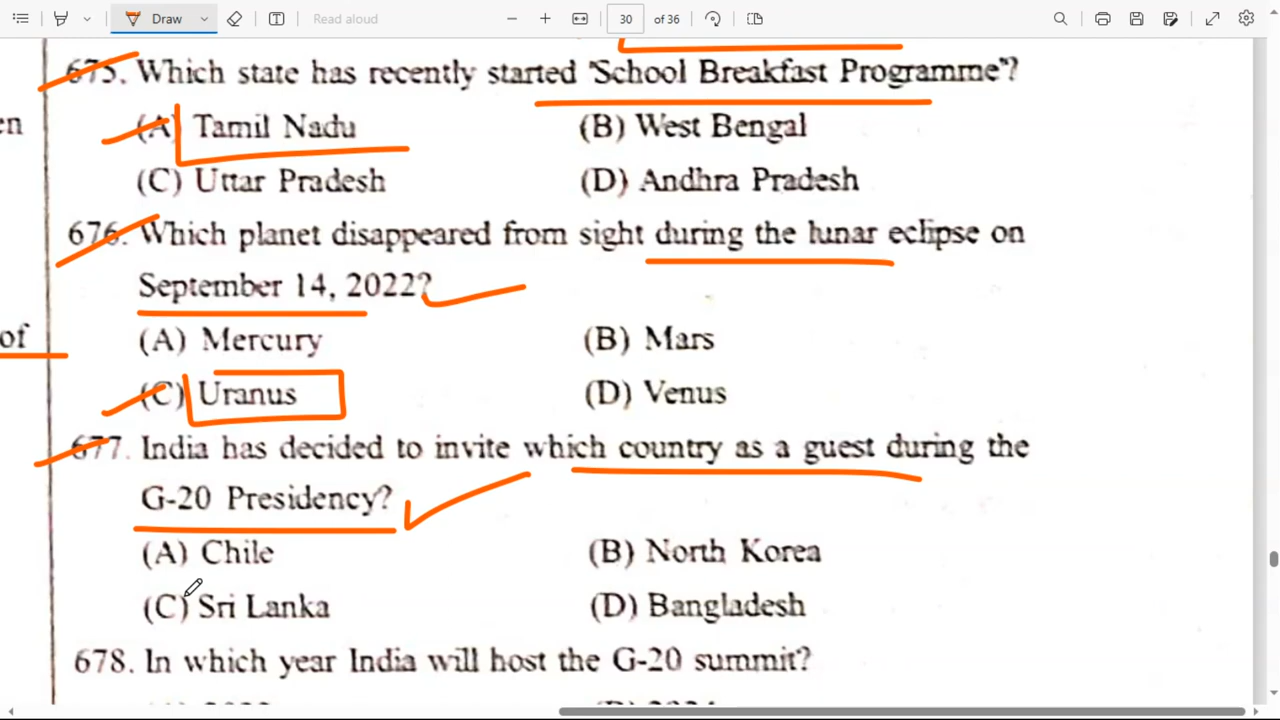 Draw
Read aloud
30 of 36
en
675. Which state has recently started 'School Breakfast Programme'?
(A) Tamil Nadu (B) West Bengal
(C) Uttar Pradesh (D) Andhra Pradesh
676. Which planet disappeared from sight during the lunar eclipse on
September 14, 2022?
of
(A) Mercury (B) Mars
(C) Uranus (D) Venus
677. India has decided to invite which country as a guest during the
G-20 Presidency?
(A) Chile (B) North Korea
(C) Sri Lanka (D) Bangladesh
678. In which year India will host the G-20 summit?